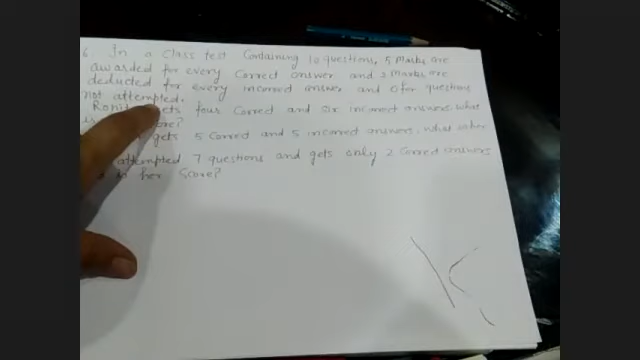 6. In a class test containing 10 questions, 5 Marks are
awarded for every correct answer and 2 Marks are
deducted for every incorrect answer and 0 for questions
not attempted.
gets four correct and six incorrect answers. what
is
gets 5 correct and 5 incorrect answers, what is her
attempted 7 questions and gets only 2 correct answers
her score?
K